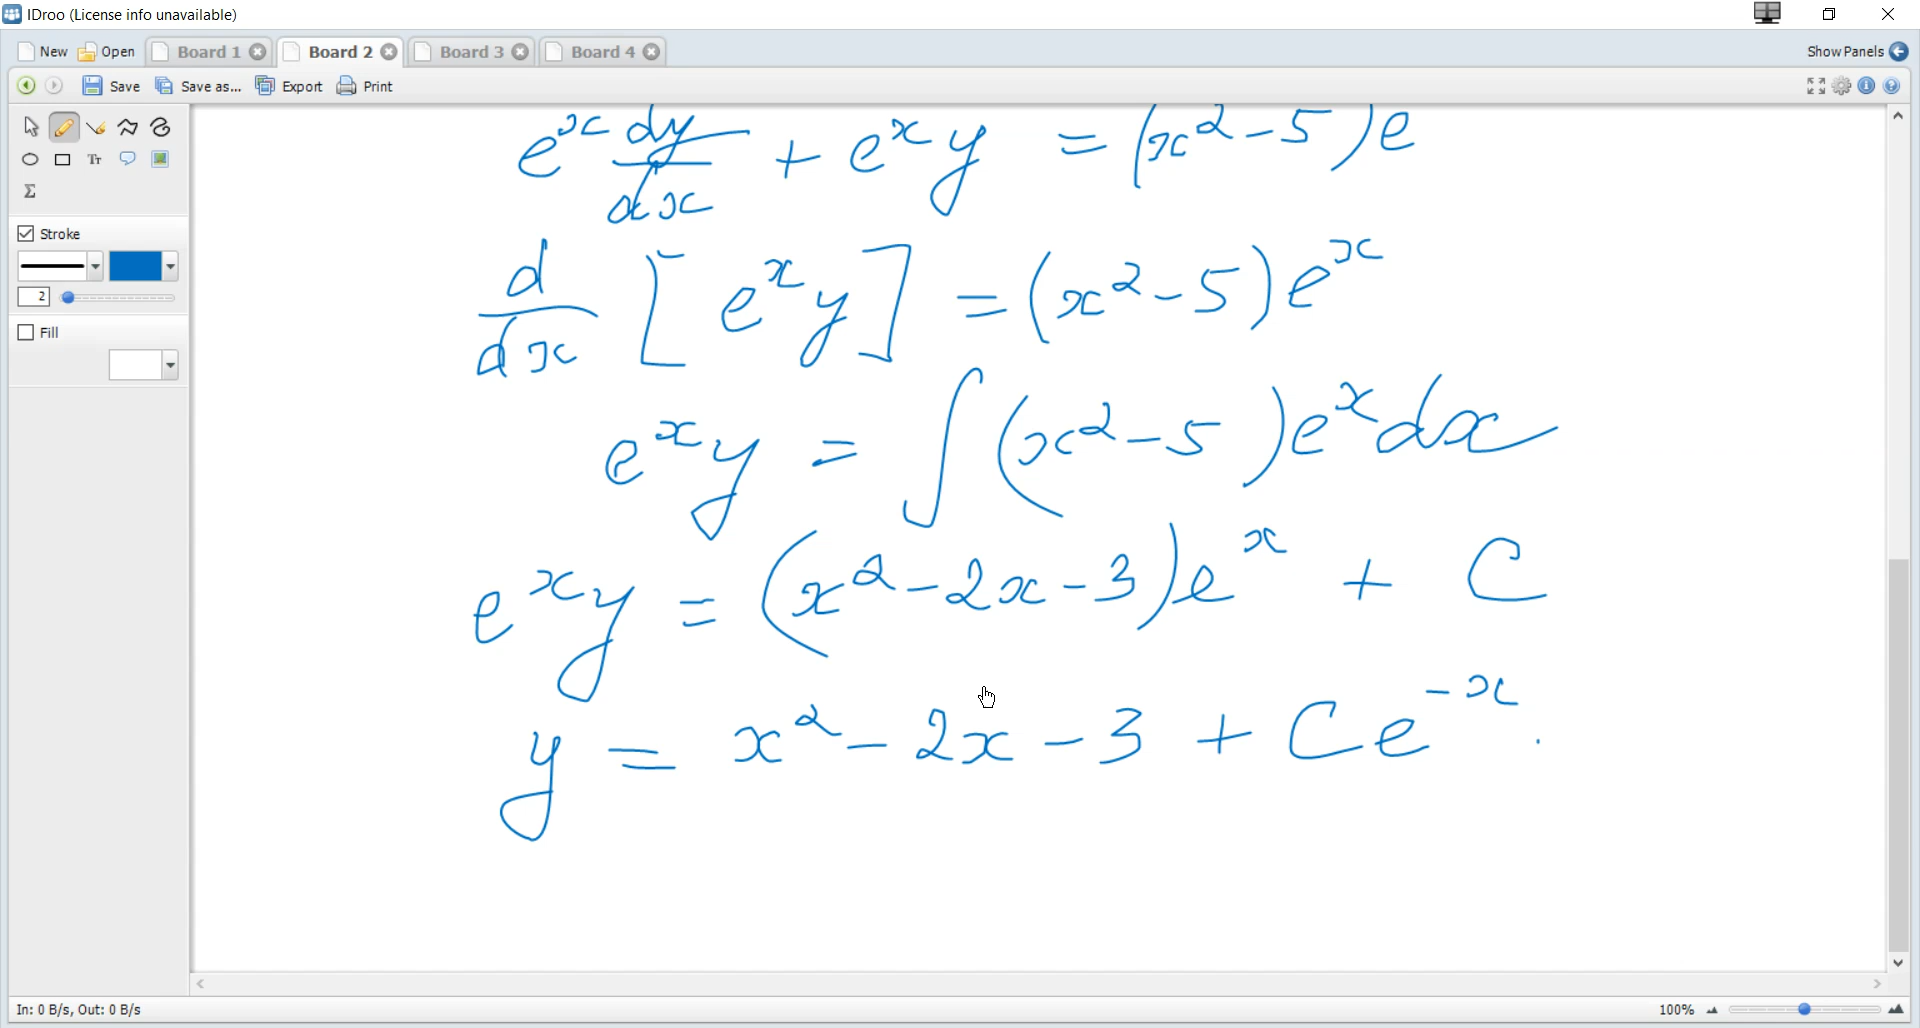 IDroo (License info unavailable)
New Open Board 1 Board 2 Board 3 Board 4 Show Panels
Save Save as... Export Print
Tr
Σ
Stroke
2
Fill
e^x dy/dx + e^x y = (x^2 - 5) e
d/dx [e^x y] = (x^2 - 5) e^x
e^x y = ∫ (x^2 - 5) e^x dx
e^x y = (x^2 - 2x - 3) e^x + C
y = x^2 - 2x - 3 + C e^-x .
In: 0 B/s, Out: 0 B/s 100%